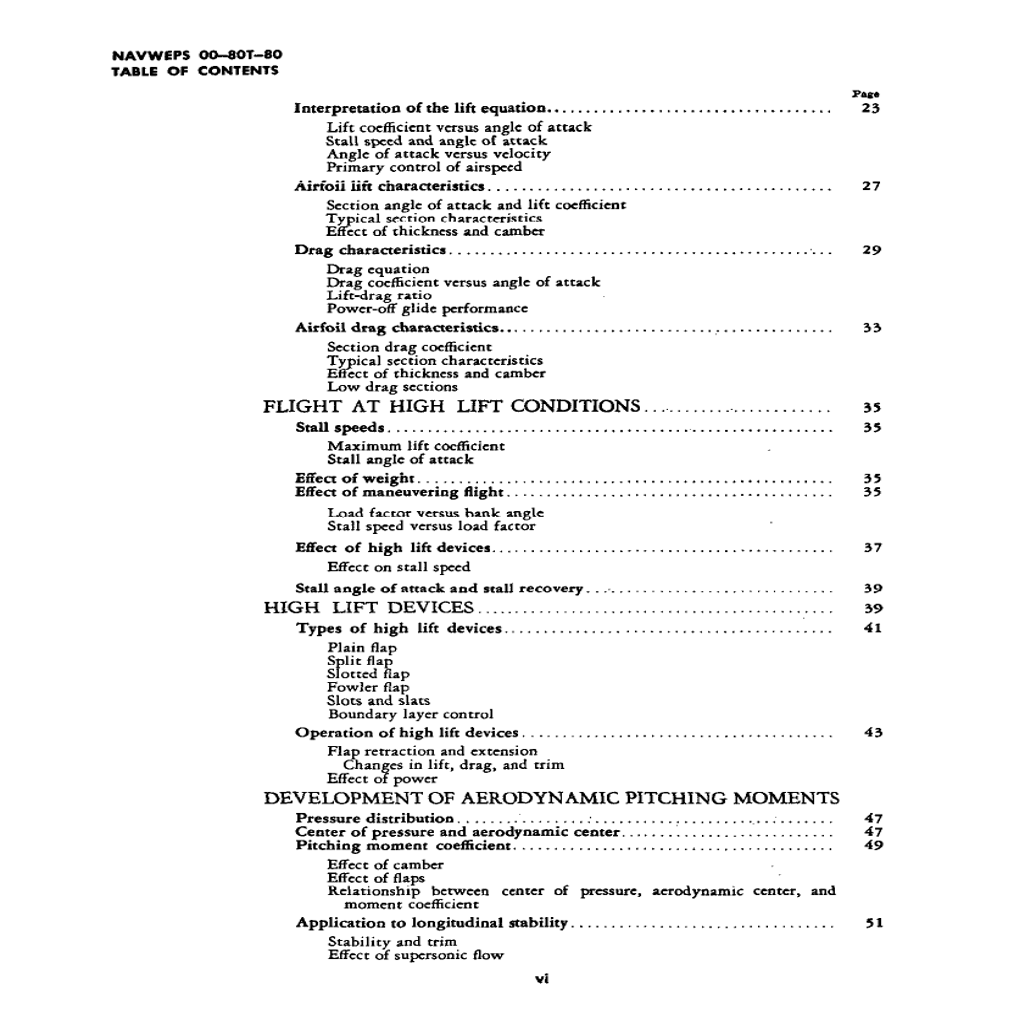 NAVWEPS 00-80T-80
TABLE OF CONTENTS
Page
Interpretation of the lift equation.................................. 23
Lift coefficient versus angle of attack
Stall speed and angle of attack
Angle of attack versus velocity
Primary control of airspeed
Airfoil lift characteristics.......................................... 27
Section angle of attack and lift coefficient
Typical section characteristics
Effect of thickness and camber
Drag characteristics............................................... 29
Drag equation
Drag coefficient versus angle of attack
Lift-drag ratio
Power-off glide performance
Airfoil drag characteristics......................................... 33
Section drag coefficient
Typical section characteristics
Effect of thickness and camber
Low drag sections
FLIGHT AT HIGH LIFT CONDITIONS........................ 35
Stall speeds....................................................... 35
Maximum lift coefficient
Stall angle of attack
Effect of weight................................................... 35
Effect of maneuvering flight........................................ 35
Load factor versus bank angle
Stall speed versus load factor
Effect of high lift devices.......................................... 37
Effect on stall speed
Stall angle of attack and stall recovery.............................. 39
HIGH LIFT DEVICES............................................ 39
Types of high lift devices......................................... 41
Plain flap
Split flap
Slotted flap
Fowler flap
Slots and slats
Boundary layer control
Operation of high lift devices...................................... 43
Flap retraction and extension
Changes in lift, drag, and trim
Effect of power
DEVELOPMENT OF AERODYNAMIC PITCHING MOMENTS
Pressure distribution.............................................. 47
Center of pressure and aerodynamic center.......................... 47
Pitching moment coefficient........................................ 49
Effect of camber
Effect of flaps
Relationship between center of pressure, aerodynamic center, and
moment coefficient
Application to longitudinal stability................................ 51
Stability and trim
Effect of supersonic flow
vi